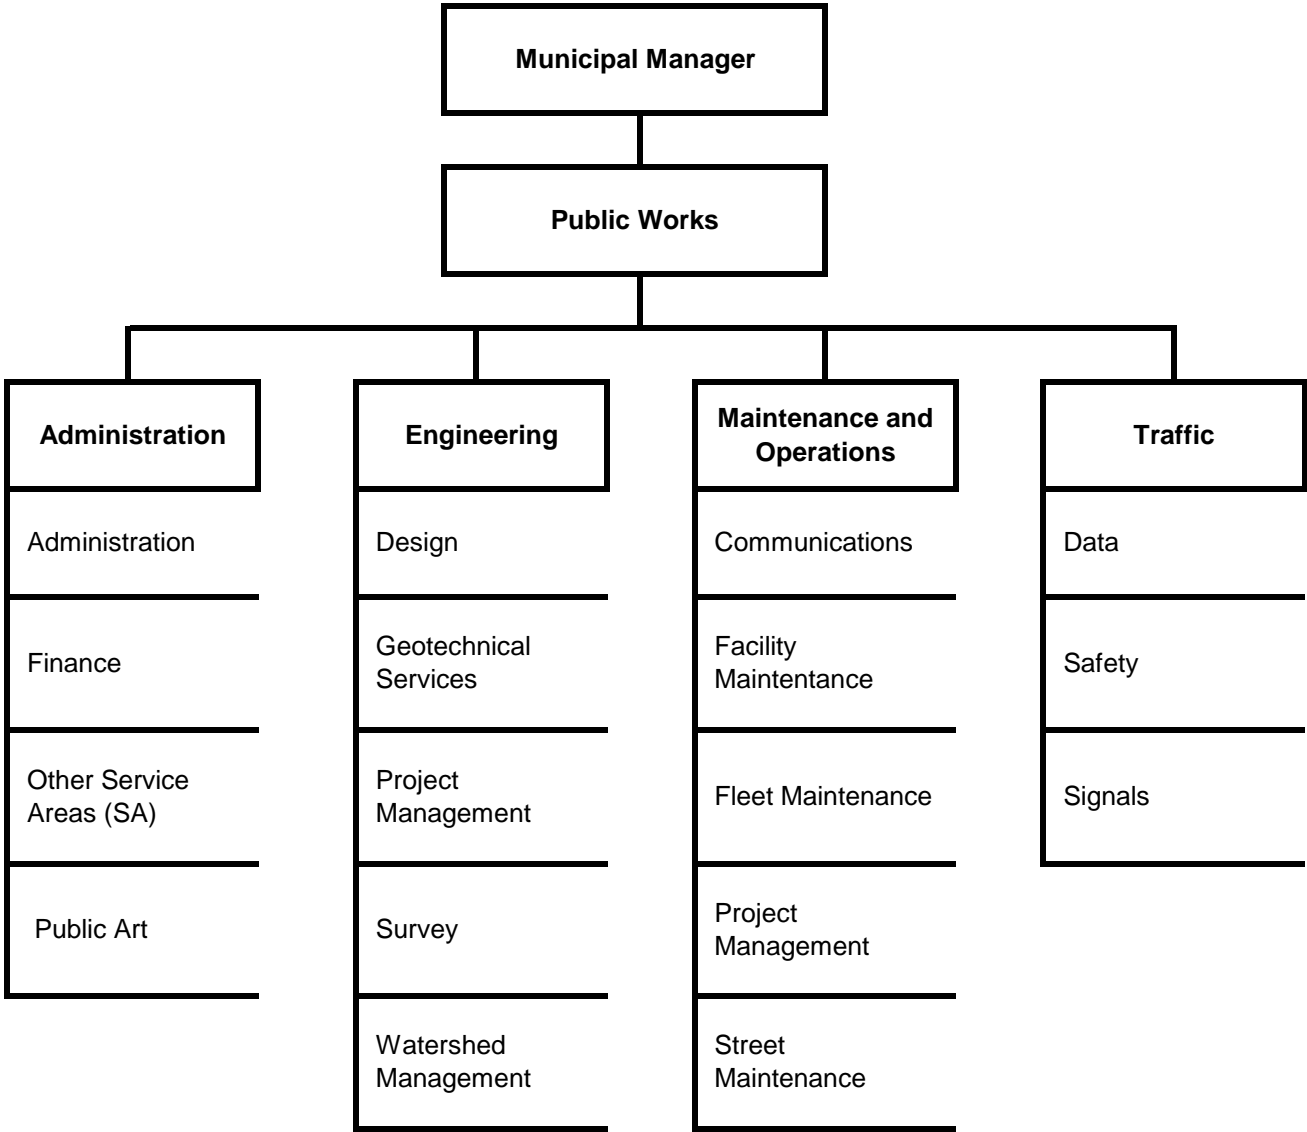 Municipal Manager
Public Works
Administration
Administration
Finance
Other Service
Areas (SA)
Public Art
Engineering
Design
Geotechnical
Services
Project
Management
Survey
Watershed
Management
Maintenance and
Operations
Communications
Facility
Maintentance
Fleet Maintenance
Project
Management
Street
Maintenance
Traffic
Data
Safety
Signals